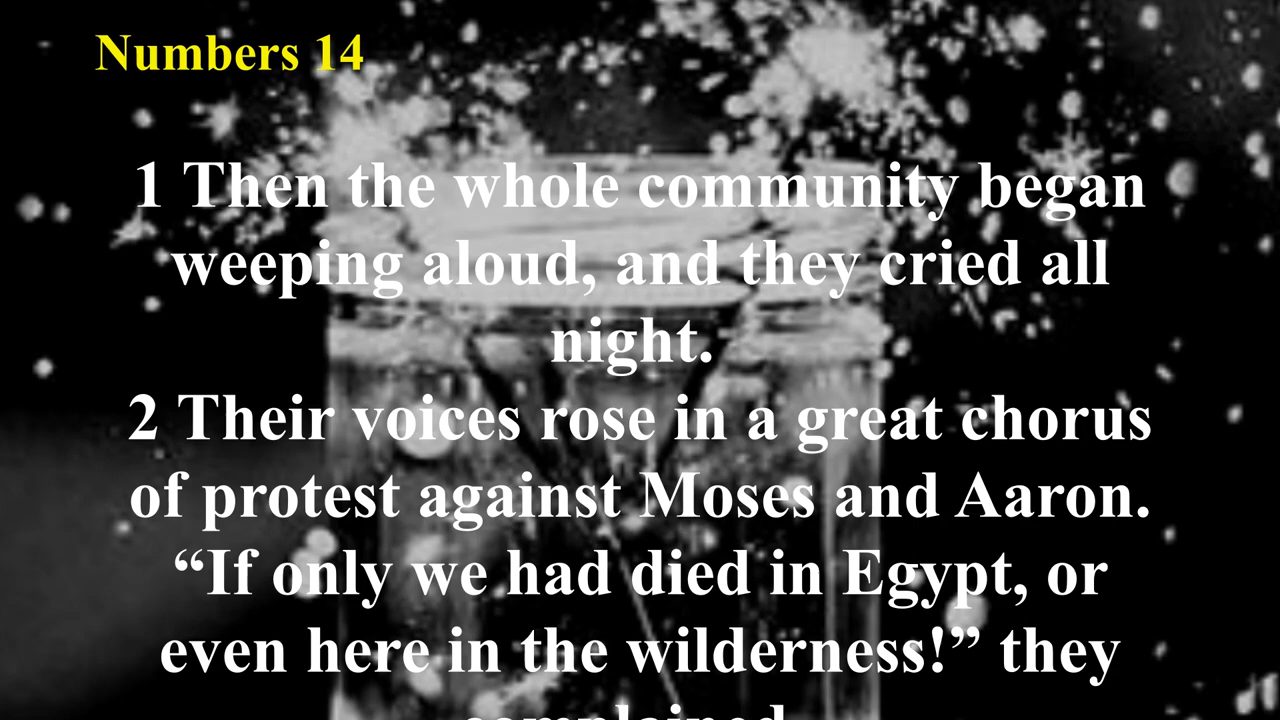 Numbers 14
1 Then the whole community began
weeping aloud, and they cried all
night.
2 Their voices rose in a great chorus
of protest against Moses and Aaron.
“If only we had died in Egypt, or
even here in the wilderness!” they